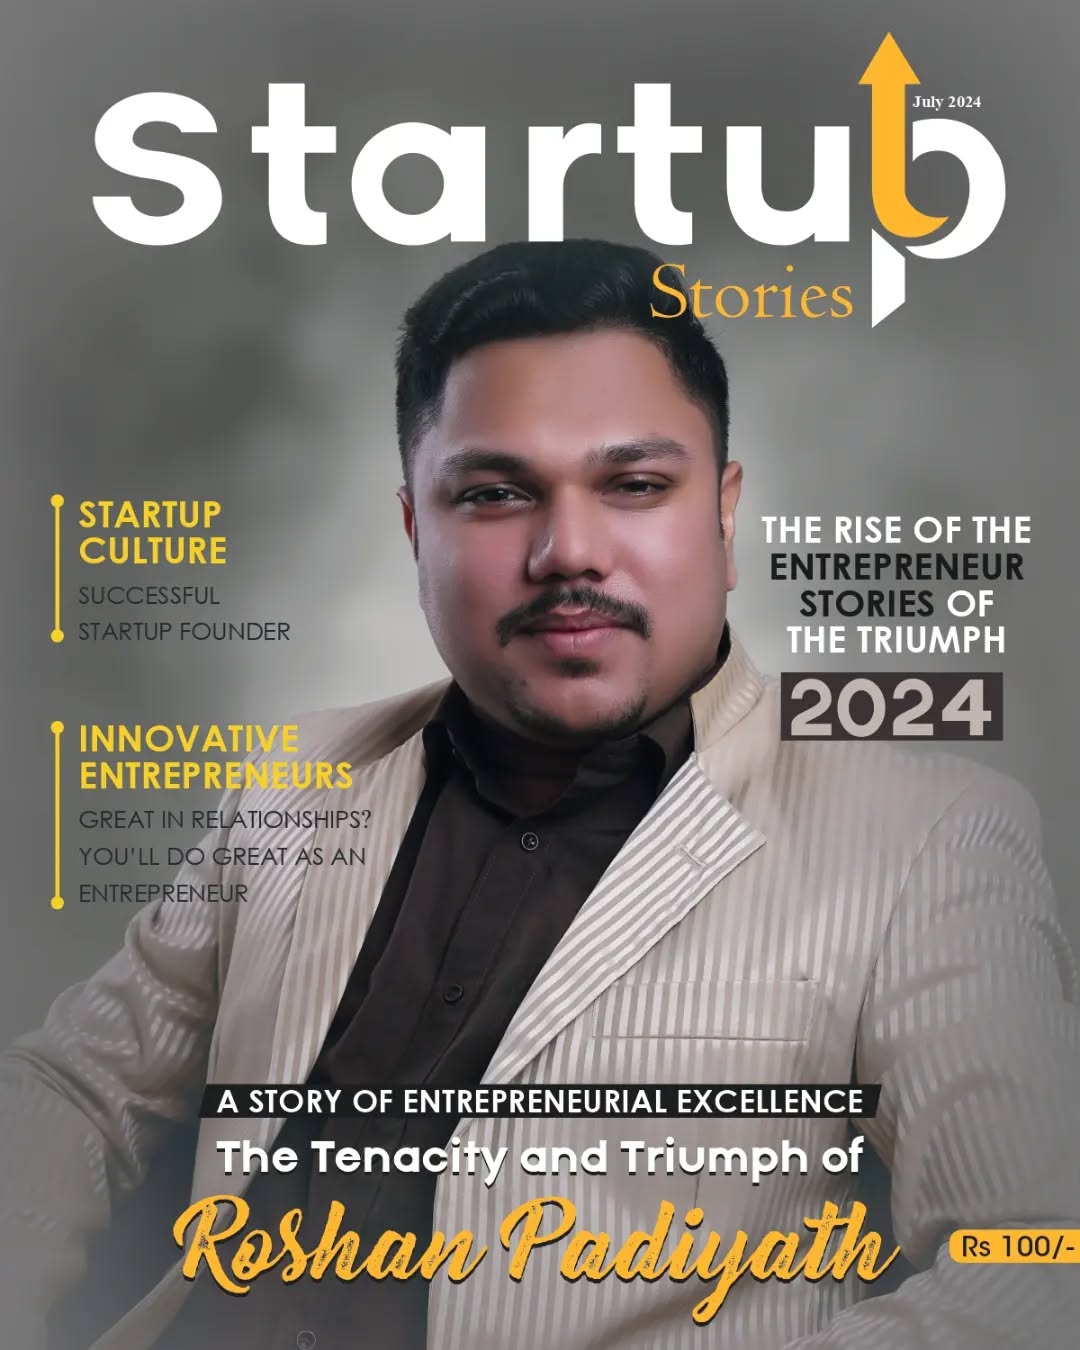 Startup
July 2024
Stories
STARTUP
CULTURE
SUCCESSFUL
STARTUP FOUNDER
INNOVATIVE
ENTREPRENEURS
GREAT IN RELATIONSHIPS?
YOU'LL DO GREAT AS AN
ENTREPRENEUR
THE RISE OF THE
ENTREPRENEUR
STORIES OF
THE TRIUMPH
2024
A STORY OF ENTREPRENEURIAL EXCELLENCE
The Tenacity and Triumph of
Roshan Padiyath
Rs 100/-